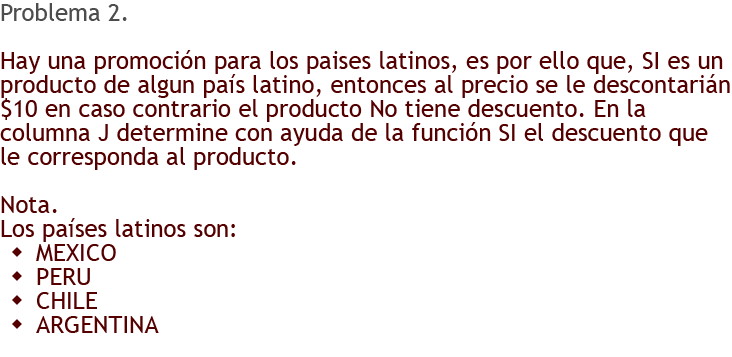 Problema 2.
Hay una promoción para los paises latinos, es por ello que, SI es un
producto de algun país latino, entonces al precio se le descontarián
$10 en caso contrario el producto No tiene descuento. En la
columna J determine con ayuda de la función SI el descuento que
le corresponda al producto.
Nota.
Los países latinos son:
◆ MEXICO
◆ PERU
◆ CHILE
◆ ARGENTINA